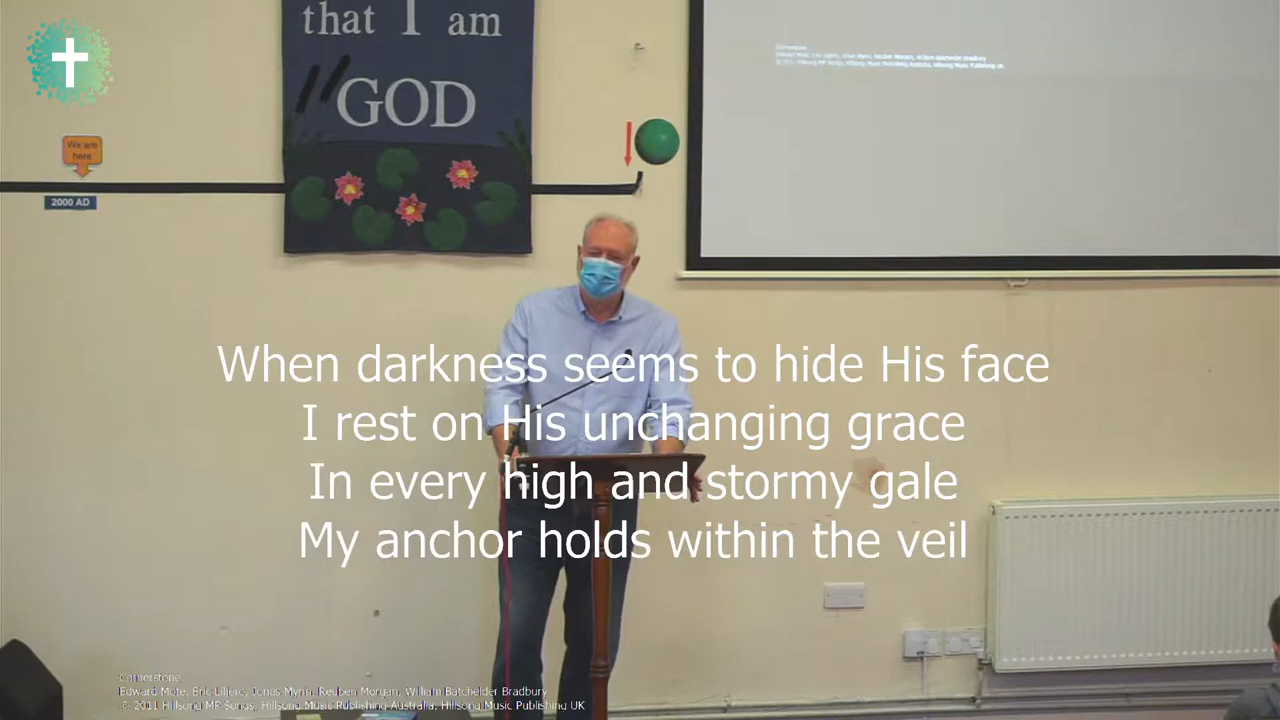 that I am
GOD
We are
here
2000 AD
Cornerstone
When darkness seems to hide His face
I rest on His unchanging grace
In every high and stormy gale
My anchor holds within the veil
Cornerstone
Edward Mote, Eric Liljero, Jonas Myrin, Reuben Morgan, William Batchelder Bradbury
© 2011 Hillsong MP Songs, Hillsong Music Publishing Australia, Hillsong Music Publishing UK